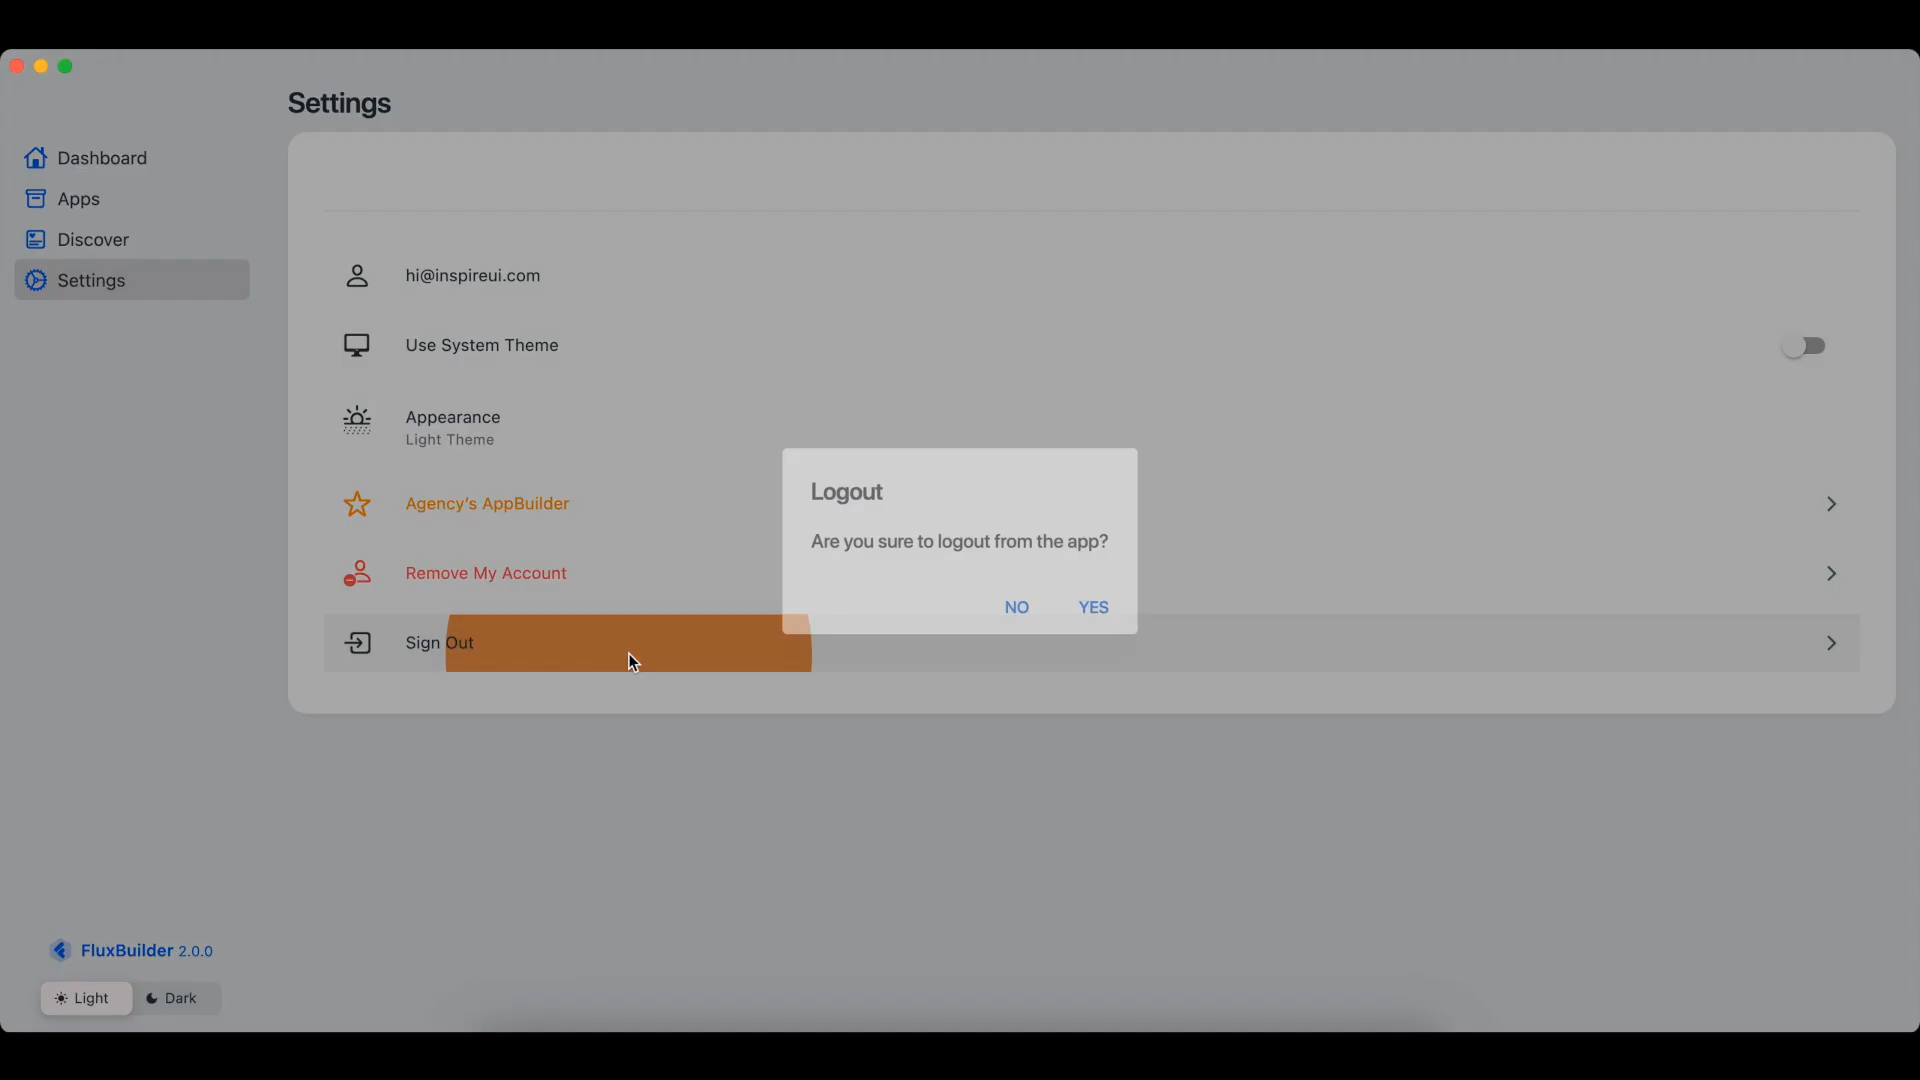 Settings
Dashboard
Apps
Discover
Settings
hi@inspireui.com
Use System Theme
Appearance
Light Theme
Agency's AppBuilder
Remove My Account
Sign Out
Logout
Are you sure to logout from the app?
NO YES
FluxBuilder 2.0.0
Light Dark